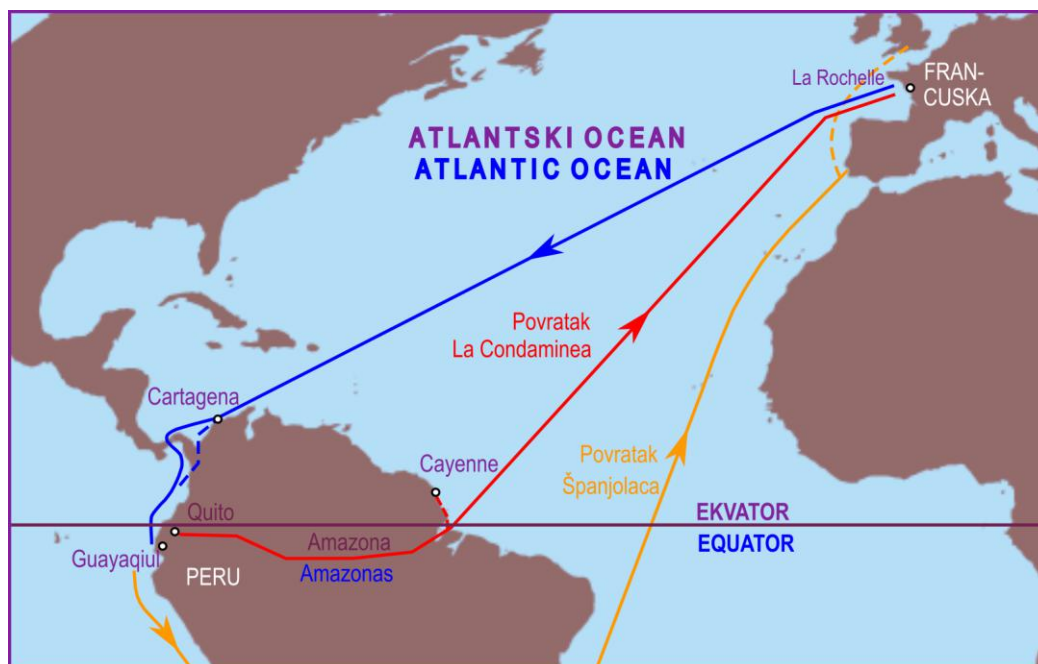 La Rochelle
FRAN-
CUSKA
ATLANTSKI OCEAN
ATLANTIC OCEAN
Povratak
La Condaminea
Cartagena
Povratak
Španjolaca
Cayenne
Quito
EKVATOR
Guayaqiul
Amazona
EQUATOR
PERU
Amazonas